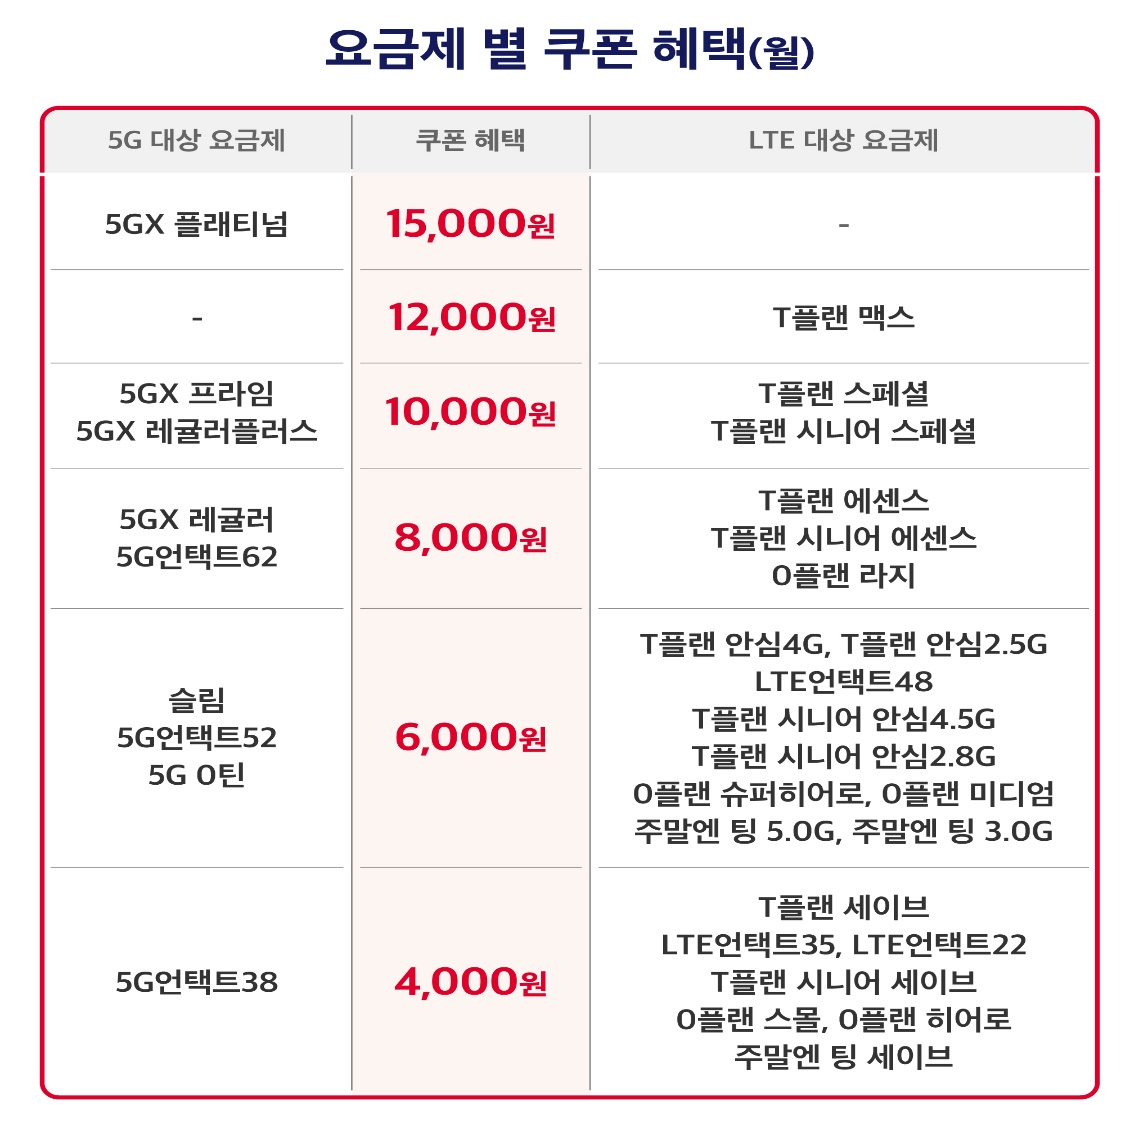 요금제 별 쿠폰 혜택(월)
5G 대상 요금제
쿠폰 혜택
LTE 대상 요금제
5GX 플래티넘
15,000원
-
-
12,000원
T플랜 맥스
5GX 프라임
5GX 레귤러플러스
10,000원
T플랜 스페셜
T플랜 시니어 스페셜
5GX 레귤러
5G언택트62
8,000원
T플랜 에센스
T플랜 시니어 에센스
0플랜 라지
슬림
5G언택트52
5G 0틴
6,000원
T플랜 안심4G, T플랜 안심2.5G
LTE언택트48
T플랜 시니어 안심4.5G
T플랜 시니어 안심2.8G
0플랜 슈퍼히어로, 0플랜 미디엄
주말엔 팅 5.0G, 주말엔 팅 3.0G
5G언택트38
4,000원
T플랜 세이브
LTE언택트35, LTE언택트22
T플랜 시니어 세이브
0플랜 스몰, 0플랜 히어로
주말엔 팅 세이브